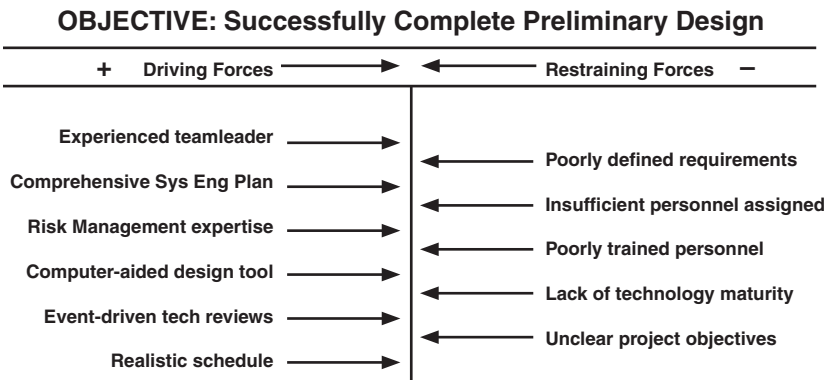 OBJECTIVE: Successfully Complete Preliminary Design
+ Driving Forces
Restraining Forces −
Experienced teamleader
Comprehensive Sys Eng Plan
Risk Management expertise
Computer-aided design tool
Event-driven tech reviews
Realistic schedule
Poorly defined requirements
Insufficient personnel assigned
Poorly trained personnel
Lack of technology maturity
Unclear project objectives